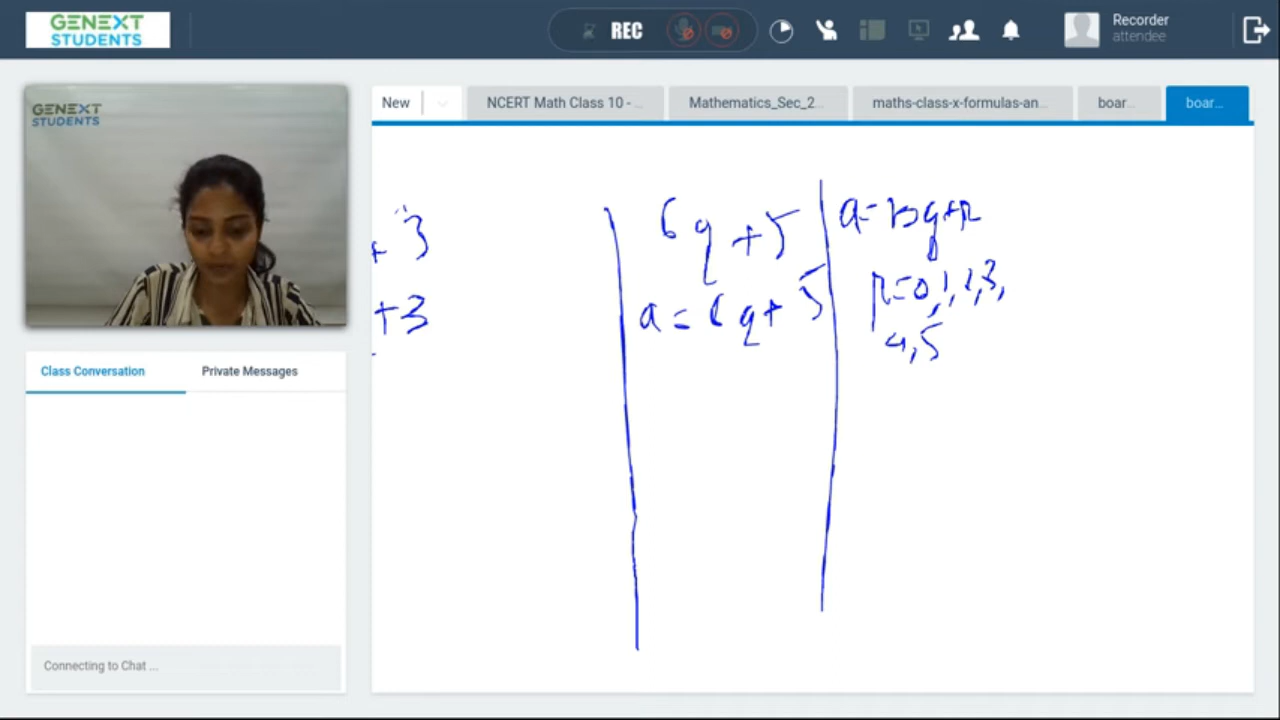 GENEXT
STUDENTS
REC
Recorder
attendee
GENEXT
STUDENTS
New
NCERT Math Class 10 - ...
Mathematics_Sec_2...
maths-class-x-formulas-an...
boar...
boar...
+ 3
+3
6q + 5
a = 6q + 5
a = bq+r
r = 0, 1, 2, 3,
4, 5
Class Conversation
Private Messages
Connecting to Chat ...